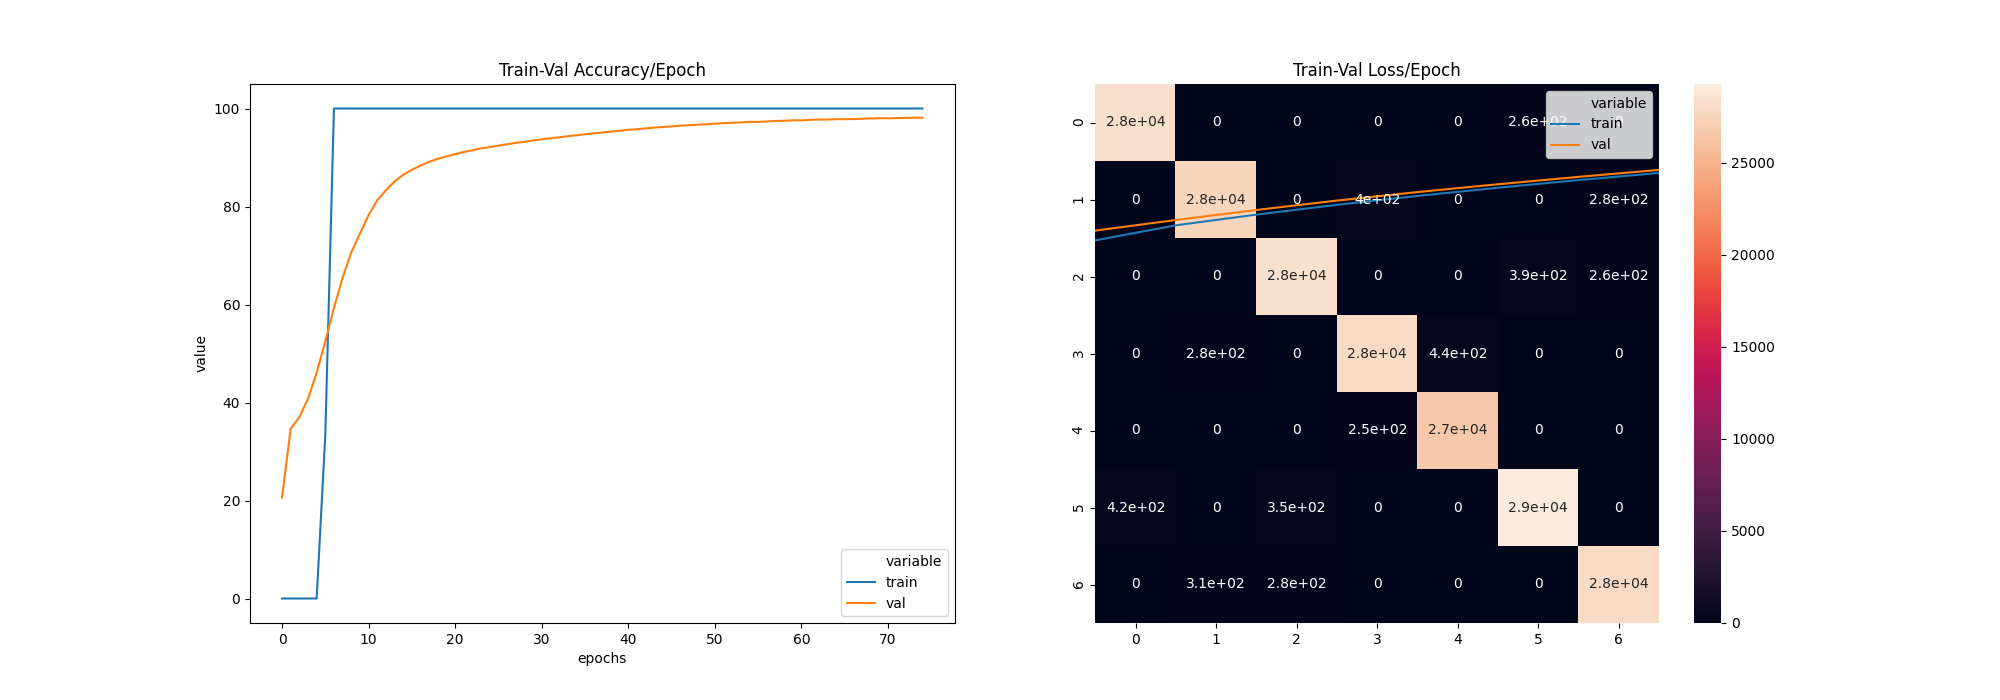 Train-Val Accuracy/Epoch
100
80
60
40
20
0
value
0 10 20 30 40 50 60 70
epochs
variable
train
val
Train-Val Loss/Epoch
variable
train
val
0 2.8e+04 0 0 0 0 2.6e+02 0
1 0 2.8e+04 0 4e+02 0 0 2.8e+02
2 0 0 2.8e+04 0 0 3.9e+02 2.6e+02
3 0 2.8e+02 0 2.8e+04 4.4e+02 0 0
4 0 0 0 2.5e+02 2.7e+04 0 0
5 4.2e+02 0 3.5e+02 0 0 2.9e+04 0
6 0 3.1e+02 2.8e+02 0 0 0 2.8e+04
0 1 2 3 4 5 6
25000
20000
15000
10000
5000
0